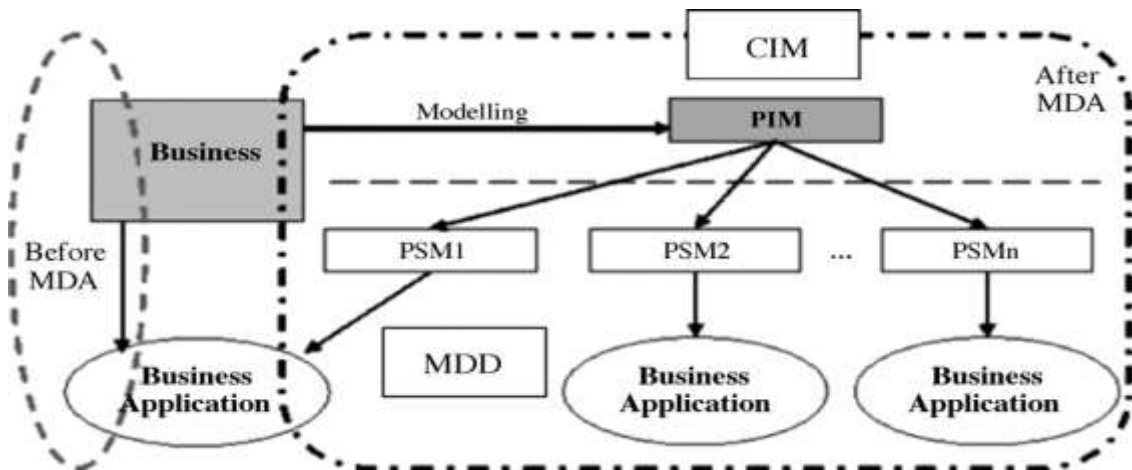 CIM
After
MDA
Modelling
PIM
Business
PSM1
PSM2
...
PSMn
Before
MDA
MDD
Business
Application
Business
Application
Business
Application